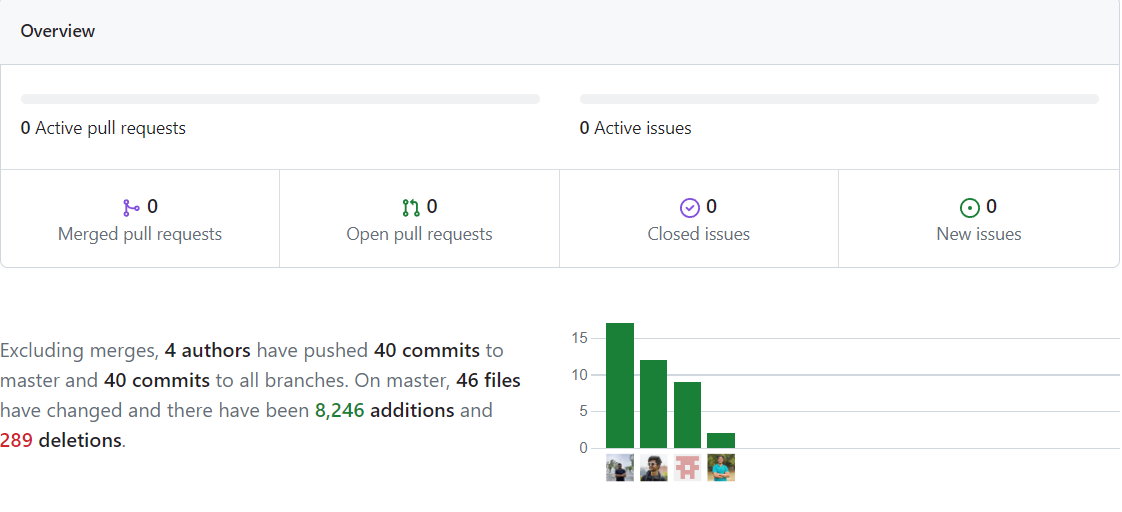 Overview
0 Active pull requests
0 Active issues
0
Merged pull requests
0
Open pull requests
0
Closed issues
0
New issues
Excluding merges, 4 authors have pushed 40 commits to
master and 40 commits to all branches. On master, 46 files
have changed and there have been 8,246 additions and
289 deletions.
15
10
5
0